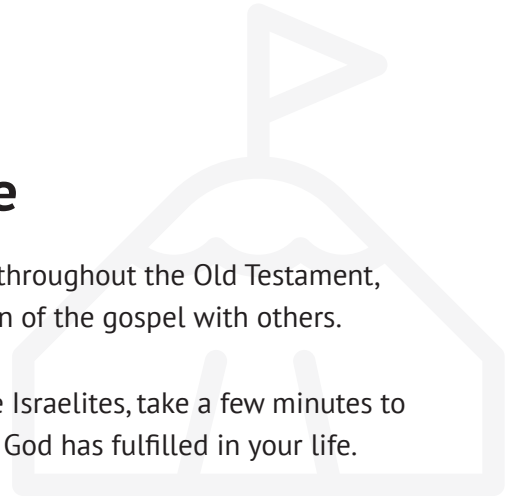 e
throughout the Old Testament,
n of the gospel with others.
e Israelites, take a few minutes to
God has fulfilled in your life.